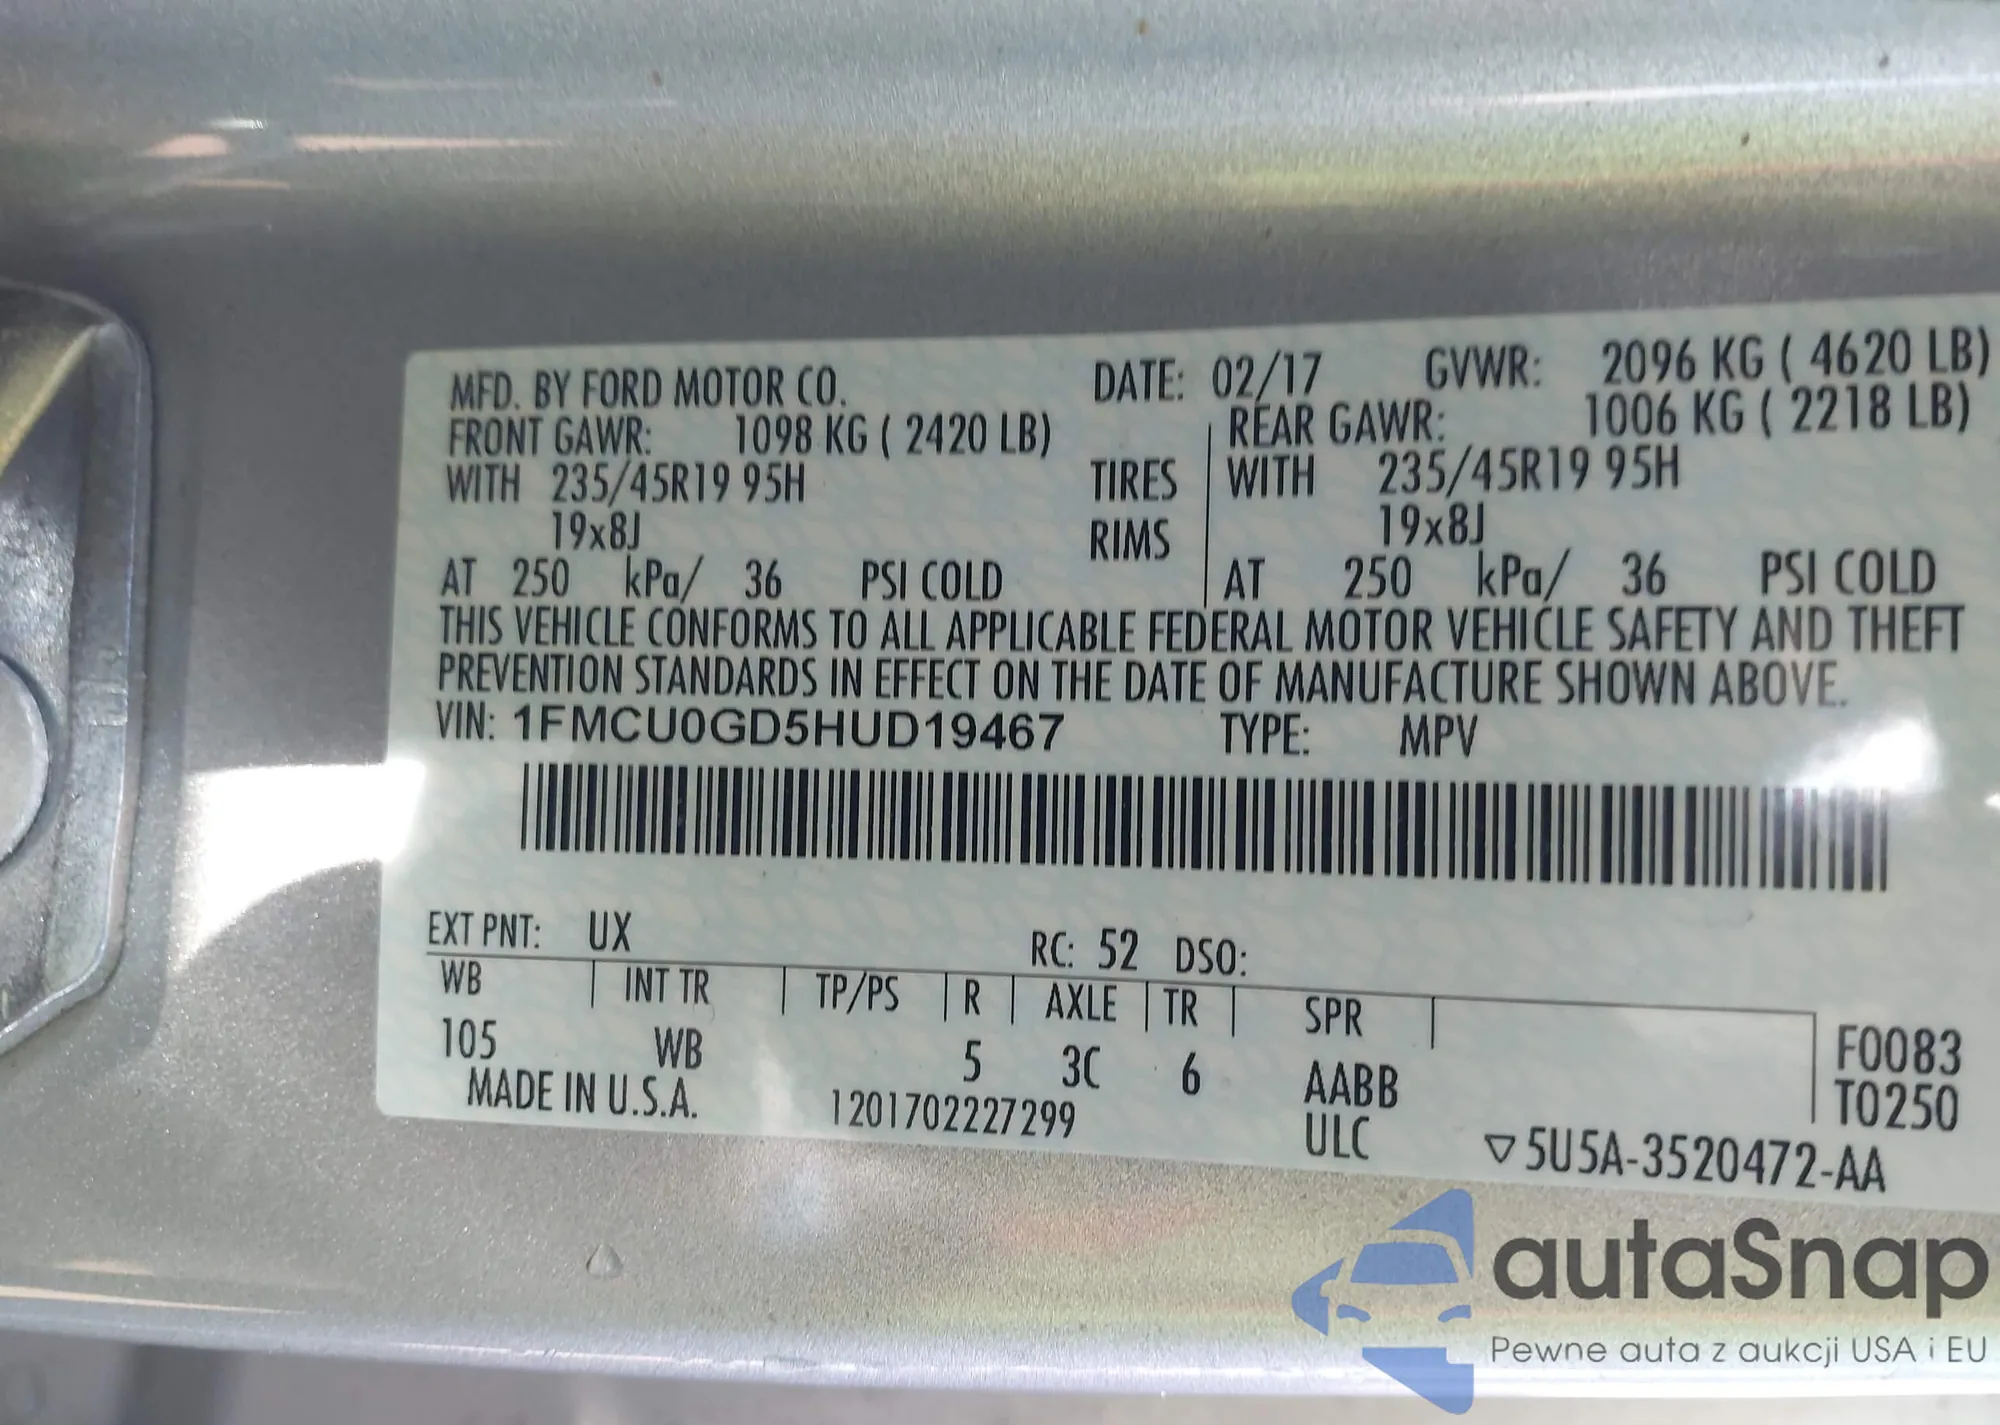 MFD. BY FORD MOTOR CO. DATE: 02/17 GVWR: 2096 KG ( 4620 LB)
FRONT GAWR: 1098 KG ( 2420 LB) REAR GAWR: 1006 KG ( 2218 LB)
WITH 235/45R19 95H TIRES WITH 235/45R19 95H
19x8J RIMS 19x8J
AT 250 kPa/ 36 PSI COLD AT 250 kPa/ 36 PSI COLD
THIS VEHICLE CONFORMS TO ALL APPLICABLE FEDERAL MOTOR VEHICLE SAFETY AND THEFT
PREVENTION STANDARDS IN EFFECT ON THE DATE OF MANUFACTURE SHOWN ABOVE.
VIN: 1FMCU0GD5HUD19467 TYPE: MPV
EXT PNT: UX RC: 52 DSO:
WB INT TR TP/PS R AXLE TR SPR
105 WB 5 3C 6 AABB F0083
MADE IN U.S.A. 1201702227299 ULC T0250
▽5U5A-3520472-AA
autaSnap
Pewne auta z aukcji USA i EU